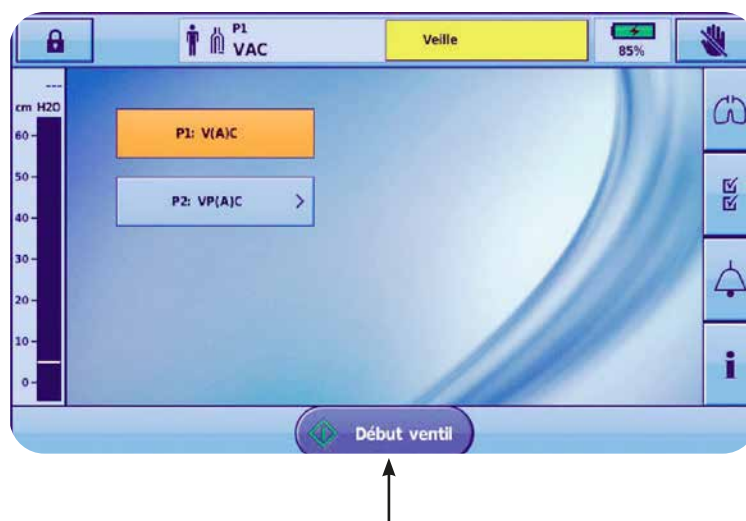 P1
VAC
Veille
85%
---
cm H2O
60
50
40
30
20
10
0
P1: V(A)C
P2: VP(A)C
Début ventil
i